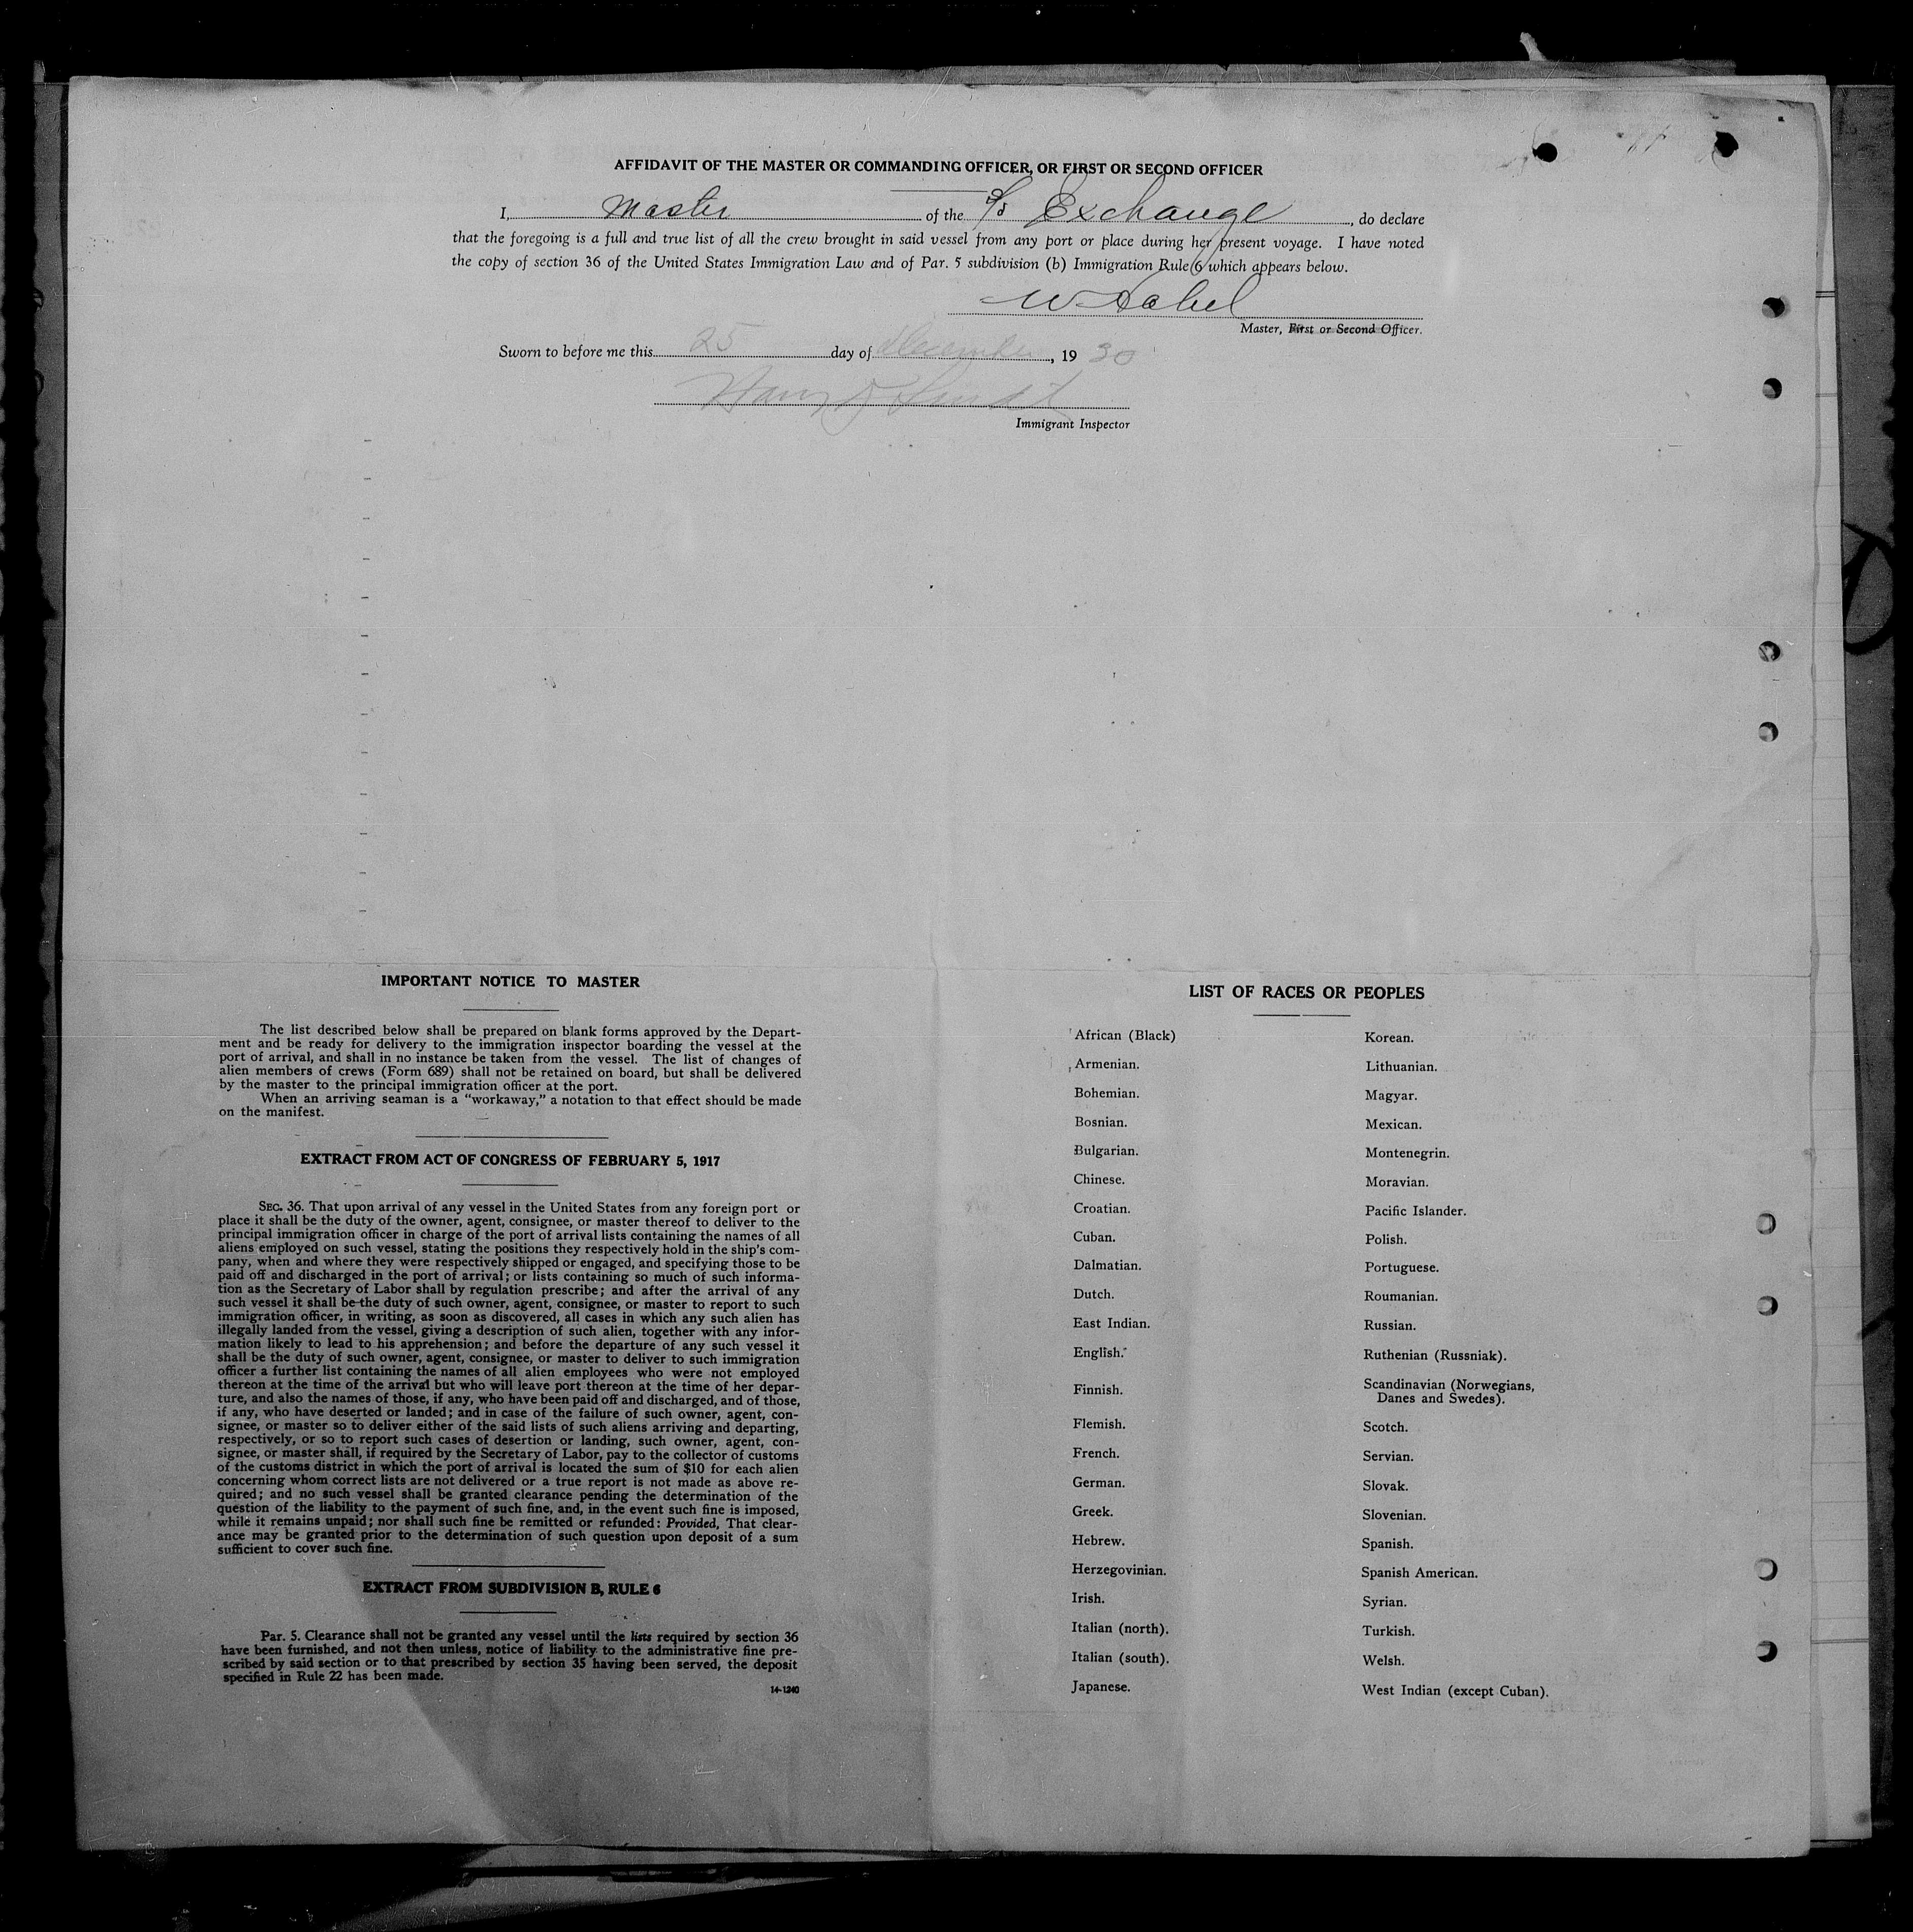 AFFIDAVIT OF THE MASTER OR COMMANDING OFFICER, OR FIRST OR SECOND OFFICER
I, Master of the S/S Exchange, do declare
that the foregoing is a full and true list of all the crew brought in said vessel from any port or place during her present voyage. I have noted
the copy of section 36 of the United States Immigration Law and of Par. 5 subdivision (b) Immigration Rule 6 which appears below.
Master, First or Second Officer.
Sworn to before me this 25 day of December, 19 30
Immigrant Inspector
IMPORTANT NOTICE TO MASTER
The list described below shall be prepared on blank forms approved by the Depart-
ment and be ready for delivery to the immigration inspector boarding the vessel at the
port of arrival, and shall in no instance be taken from the vessel. The list of changes of
alien members of crews (Form 689) shall not be retained on board, but shall be delivered
by the master to the principal immigration officer at the port.
When an arriving seaman is a "workaway," a notation to that effect should be made
on the manifest.
EXTRACT FROM ACT OF CONGRESS OF FEBRUARY 5, 1917
SEC. 36. That upon arrival of any vessel in the United States from any foreign port or
place it shall be the duty of the owner, agent, consignee, or master thereof to deliver to the
principal immigration officer in charge of the port of arrival lists containing the names of all
aliens employed on such vessel, stating the positions they respectively hold in the ship's com-
pany, when and where they were respectively shipped or engaged, and specifying those to be
paid off and discharged in the port of arrival; or lists containing so much of such informa-
tion as the Secretary of Labor shall by regulation prescribe; and after the arrival of any
such vessel it shall be the duty of such owner, agent, consignee, or master to report to such
immigration officer, in writing, as soon as discovered, all cases in which any such alien has
illegally landed from the vessel, giving a description of such alien, together with any infor-
mation likely to lead to his apprehension; and before the departure of any such vessel it
shall be the duty of such owner, agent, consignee, or master to deliver to such immigration
officer a further list containing the names of all alien employees who were not employed
thereon at the time of the arrival but who will leave port thereon at the time of her depar-
ture, and also the names of those, if any, who have been paid off and discharged, and of those,
if any, who have deserted or landed; and in case of the failure of such owner, agent, con-
signee, or master so to deliver either of the said lists of such aliens arriving and departing,
respectively, or so to report such cases of desertion or landing, such owner, agent, con-
signee, or master shall, if required by the Secretary of Labor, pay to the collector of customs
of the customs district in which the port of arrival is located the sum of $10 for each alien
concerning whom correct lists are not delivered or a true report is not made as above re-
quired; and no such vessel shall be granted clearance pending the determination of the
question of the liability to the payment of such fine, and, in the event such fine is imposed,
while it remains unpaid; nor shall such fine be remitted or refunded: Provided, That clear-
ance may be granted prior to the determination of such question upon deposit of a sum
sufficient to cover such fine.
EXTRACT FROM SUBDIVISION B, RULE 6
Par. 5. Clearance shall not be granted any vessel until the lists required by section 36
have been furnished, and not then unless, notice of liability to the administrative fine pre-
scribed by said section or to that prescribed by section 35 having been served, the deposit
specified in Rule 22 has been made.
14-1240
LIST OF RACES OR PEOPLES
African (Black)
Armenian.
Bohemian.
Bosnian.
Bulgarian.
Chinese.
Croatian.
Cuban.
Dalmatian.
Dutch.
East Indian.
English.
Finnish.
Flemish.
French.
German.
Greek.
Hebrew.
Herzegovinian.
Irish.
Italian (north).
Italian (south).
Japanese.
Korean.
Lithuanian.
Magyar.
Mexican.
Montenegrin.
Moravian.
Pacific Islander.
Polish.
Portuguese.
Roumanian.
Russian.
Ruthenian (Russniak).
Scandinavian (Norwegians,
Danes and Swedes).
Scotch.
Servian.
Slovak.
Slovenian.
Spanish.
Spanish American.
Syrian.
Turkish.
Welsh.
West Indian (except Cuban).